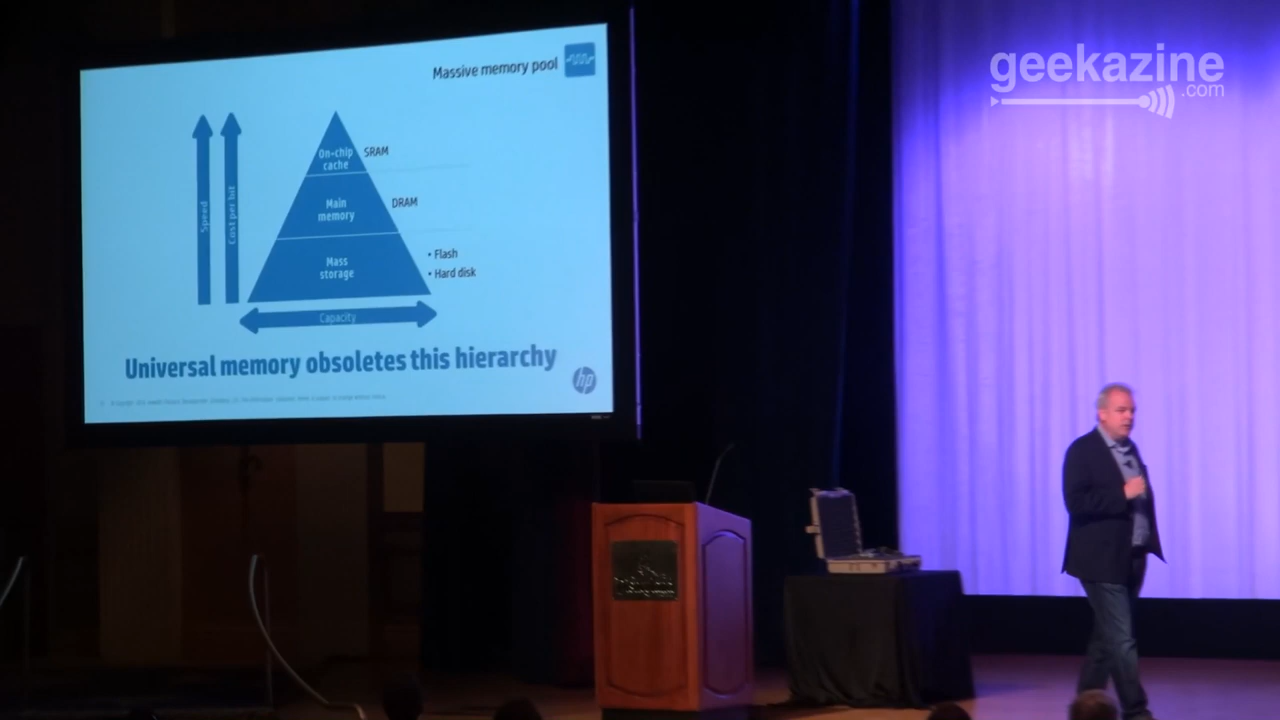 Massive memory pool
On-chip
cache
SRAM
Main
memory
DRAM
Mass
storage
• Flash
• Hard disk
Speed
Cost per bit
Capacity
Universal memory obsoletes this hierarchy
hp
geekazine
.com